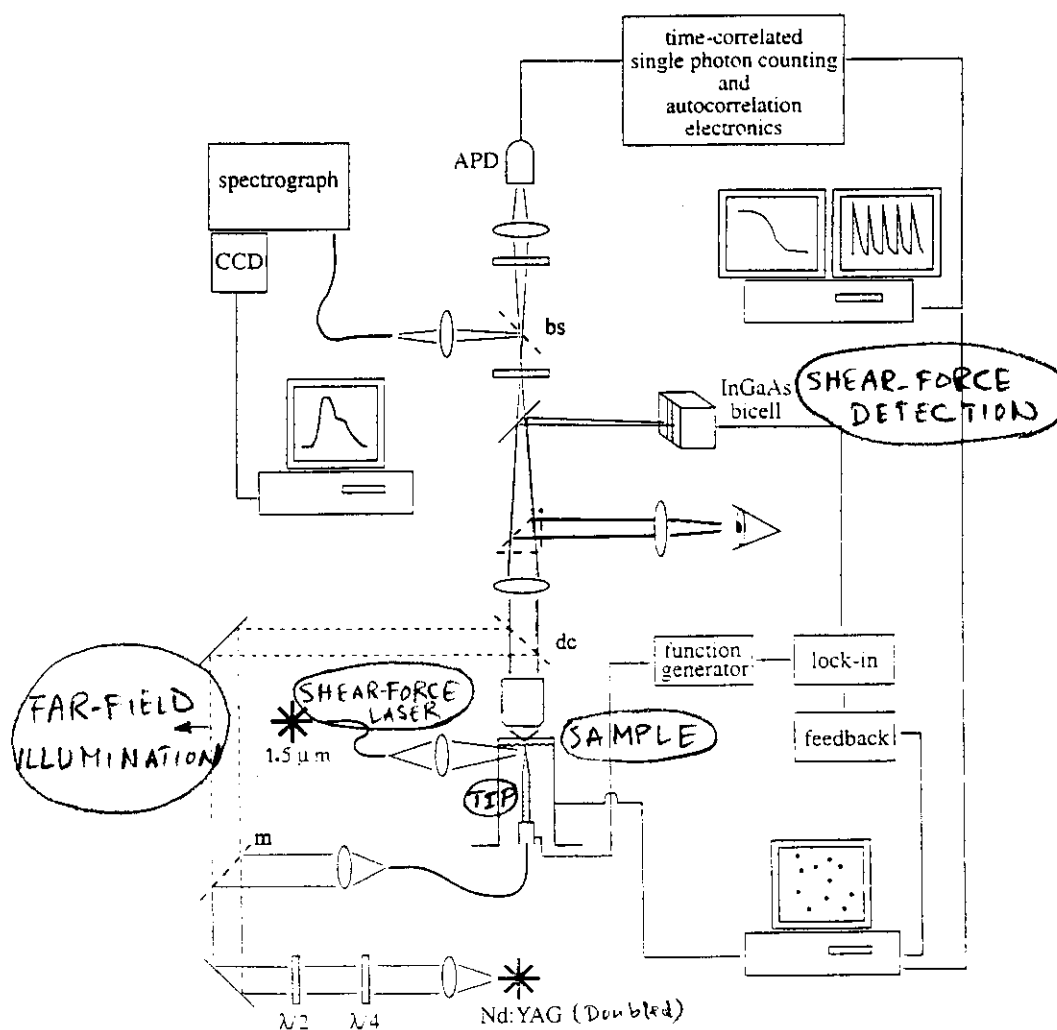 time-correlated
single photon counting
and
autocorrelation
electronics
APD
spectrograph
CCD
bs
InGaAs
bicell
SHEAR-FORCE
DETECTION
dc
function
generator
lock-in
FAR-FIELD
ILLUMINATION
SHEAR-FORCE
LASER
1.5 μm
SAMPLE
feedback
TIP
m
λ/2
λ/4
Nd:YAG (Doubled)